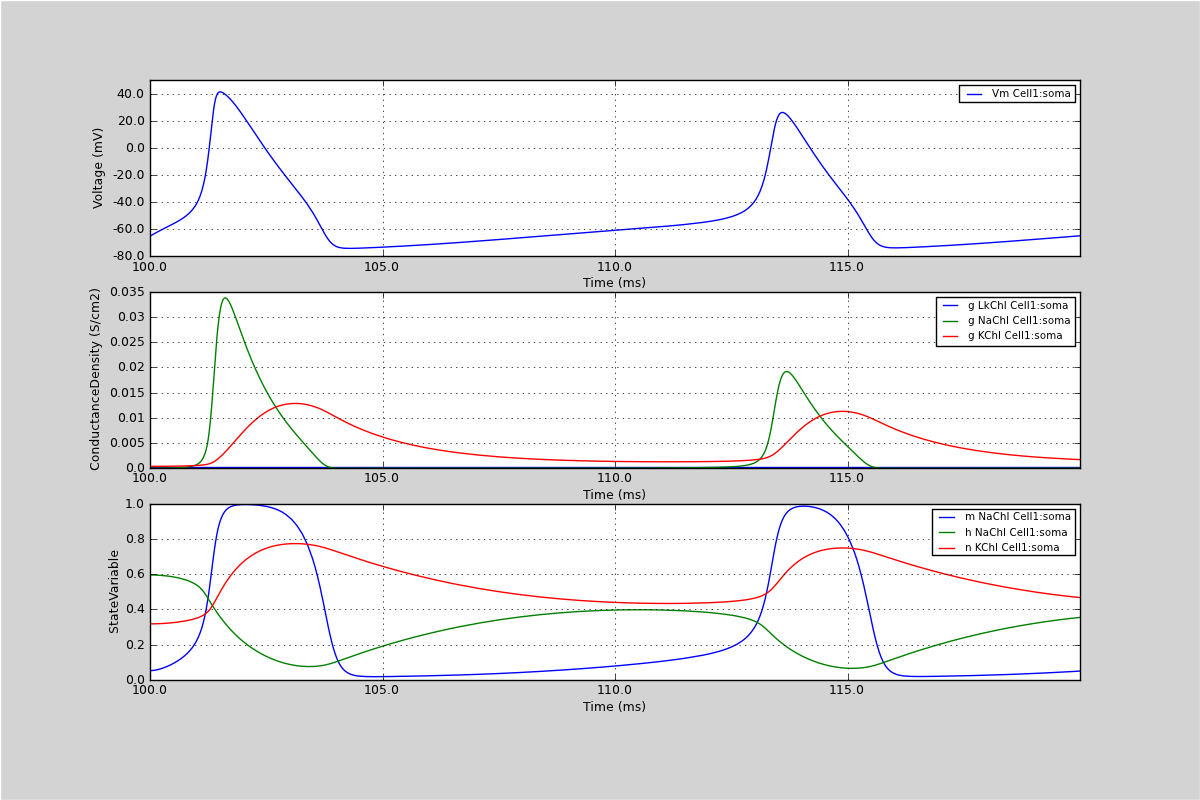 40.0
20.0
0.0
-20.0
-40.0
-60.0
-80.0
Voltage (mV)
Vm Cell1:soma
100.0 105.0 110.0 115.0
Time (ms)
0.035
0.03
0.025
0.02
0.015
0.01
0.005
0.0
ConductanceDensity (S/cm2)
g LkChl Cell1:soma
g NaChl Cell1:soma
g KChl Cell1:soma
100.0 105.0 110.0 115.0
Time (ms)
1.0
0.8
0.6
0.4
0.2
0.0
StateVariable
m NaChl Cell1:soma
h NaChl Cell1:soma
n KChl Cell1:soma
100.0 105.0 110.0 115.0
Time (ms)